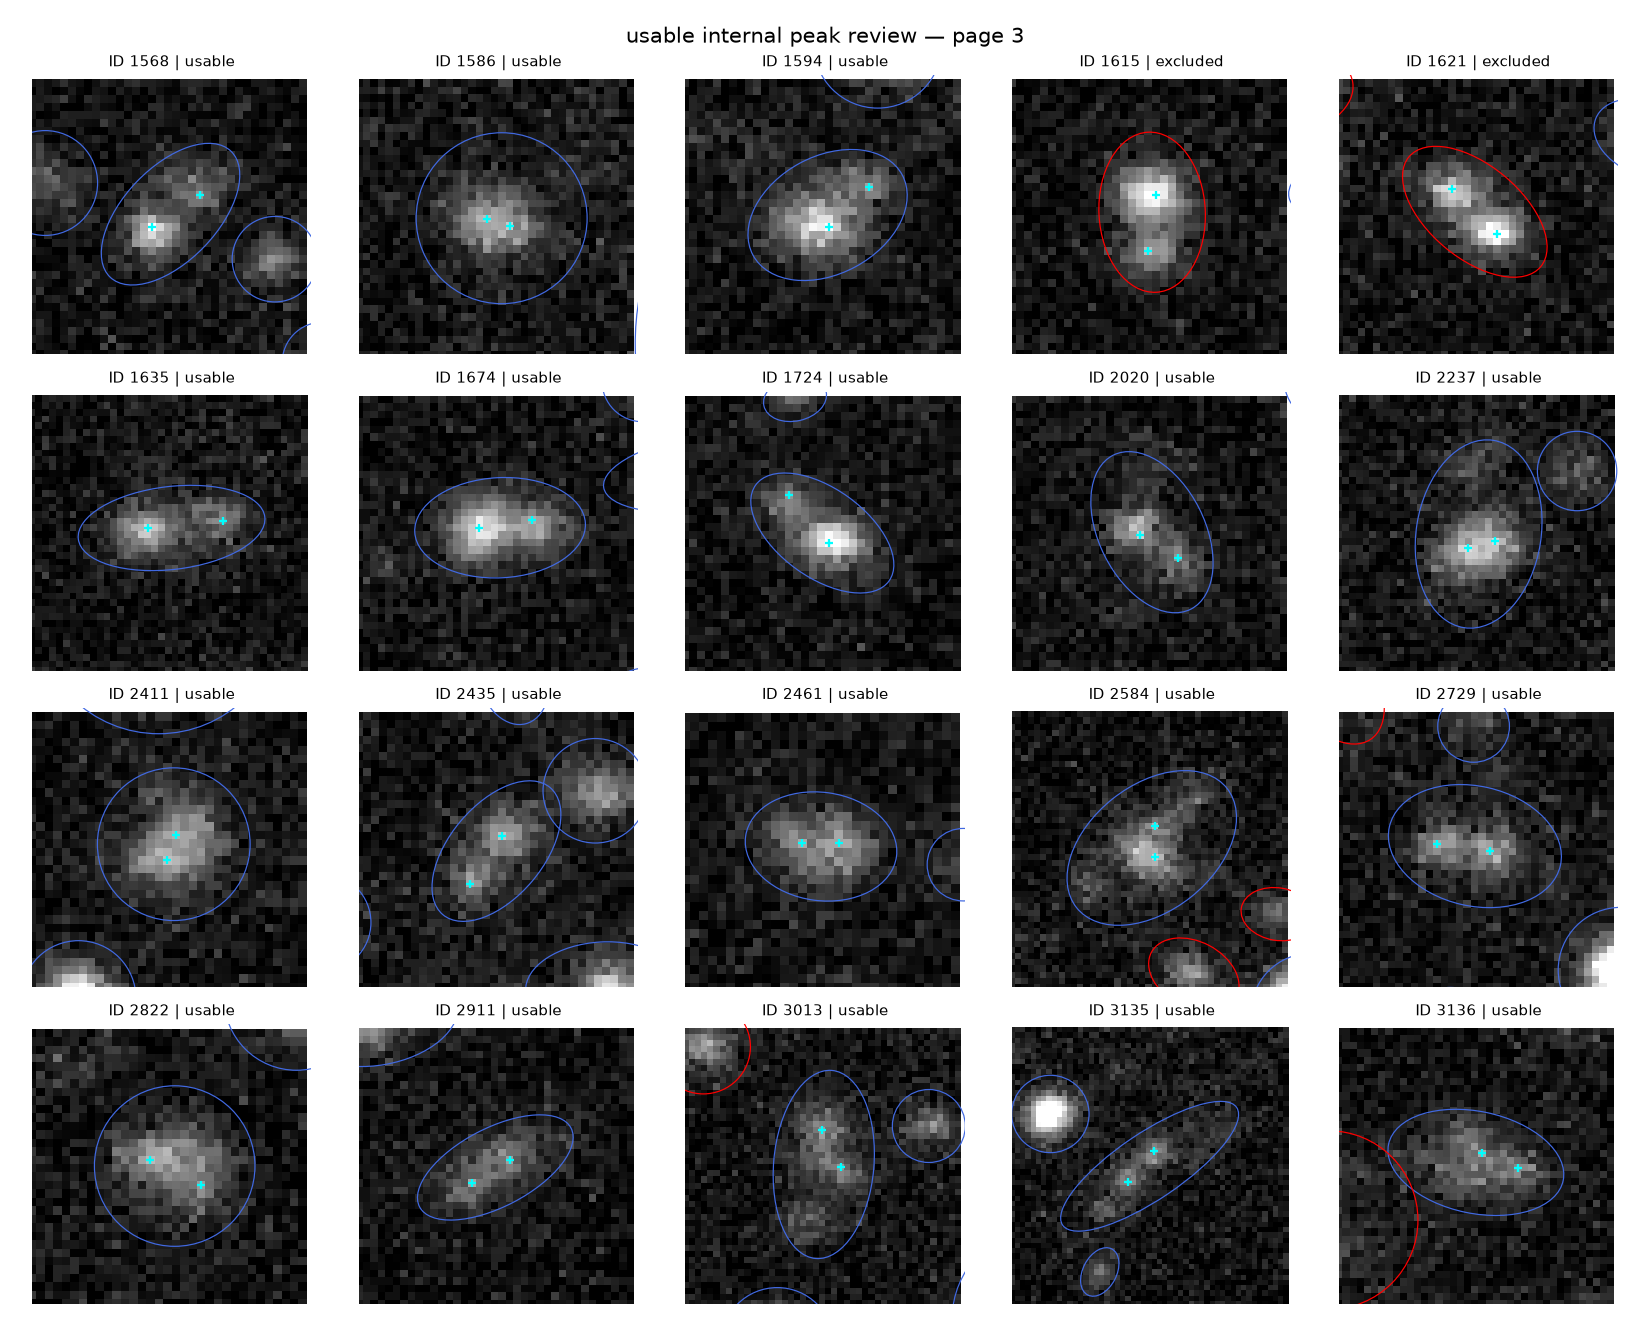 usable internal peak review — page 3
ID 1568 | usable
ID 1586 | usable
ID 1594 | usable
ID 1615 | excluded
ID 1621 | excluded
ID 1635 | usable
ID 1674 | usable
ID 1724 | usable
ID 2020 | usable
ID 2237 | usable
ID 2411 | usable
ID 2435 | usable
ID 2461 | usable
ID 2584 | usable
ID 2729 | usable
ID 2822 | usable
ID 2911 | usable
ID 3013 | usable
ID 3135 | usable
ID 3136 | usable